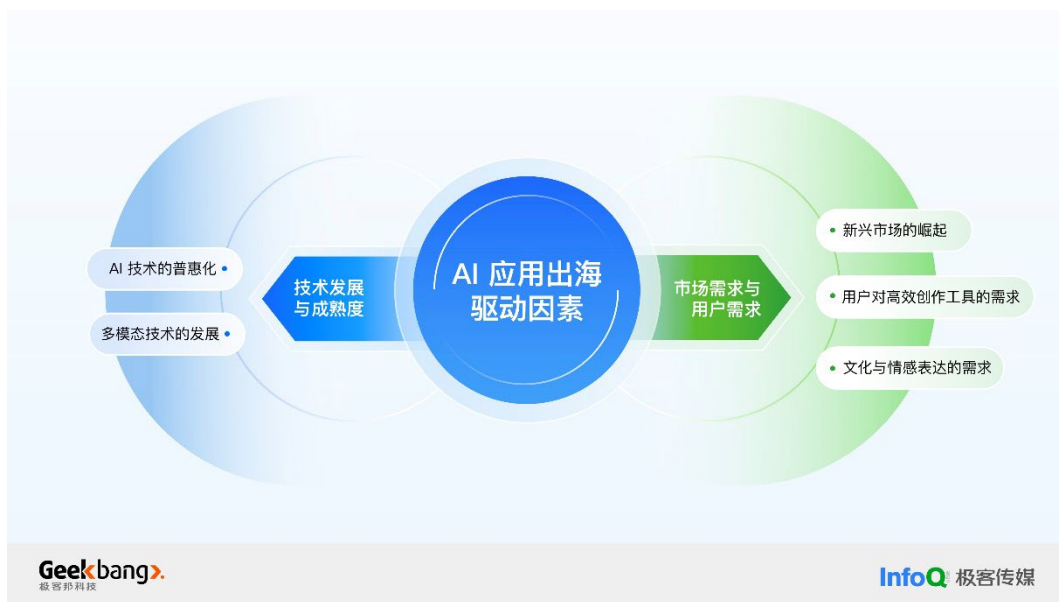 AI 应用出海
驱动因素
技术发展
与成熟度
AI 技术的普惠化
多模态技术的发展
市场需求与
用户需求
新兴市场的崛起
用户对高效创作工具的需求
文化与情感表达的需求
Geekbang
极客邦科技
InfoQ 极客传媒